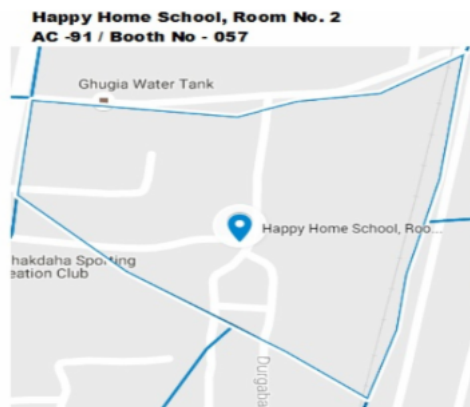 Happy Home School, Room No. 2
AC -91 / Booth No - 057
Ghugia Water Tank
Happy Home School, Roo...
hakdaha Sporting
eation Club
Durgaba